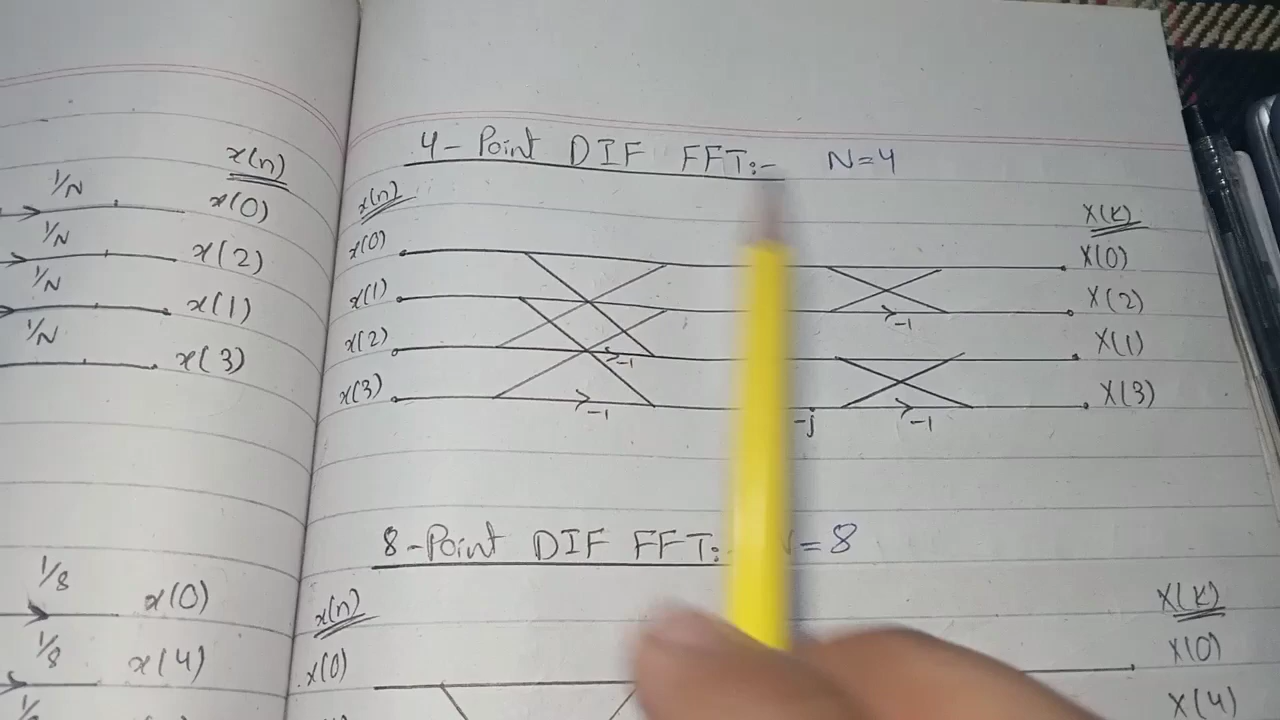 x(n)
1/N x(0)
1/N x(2)
1/N x(1)
1/N x(3)
1/8 x(0)
1/8 x(4)
4-Point DIF FFT:- N=4
x(n) X(K)
x(0) X(0)
x(1) X(2)
-1
x(2) X(1)
-1
x(3) X(3)
-1 -j -1
8-Point DIF FFT: =8
x(n) X(K)
x(0) X(0)
X(4)